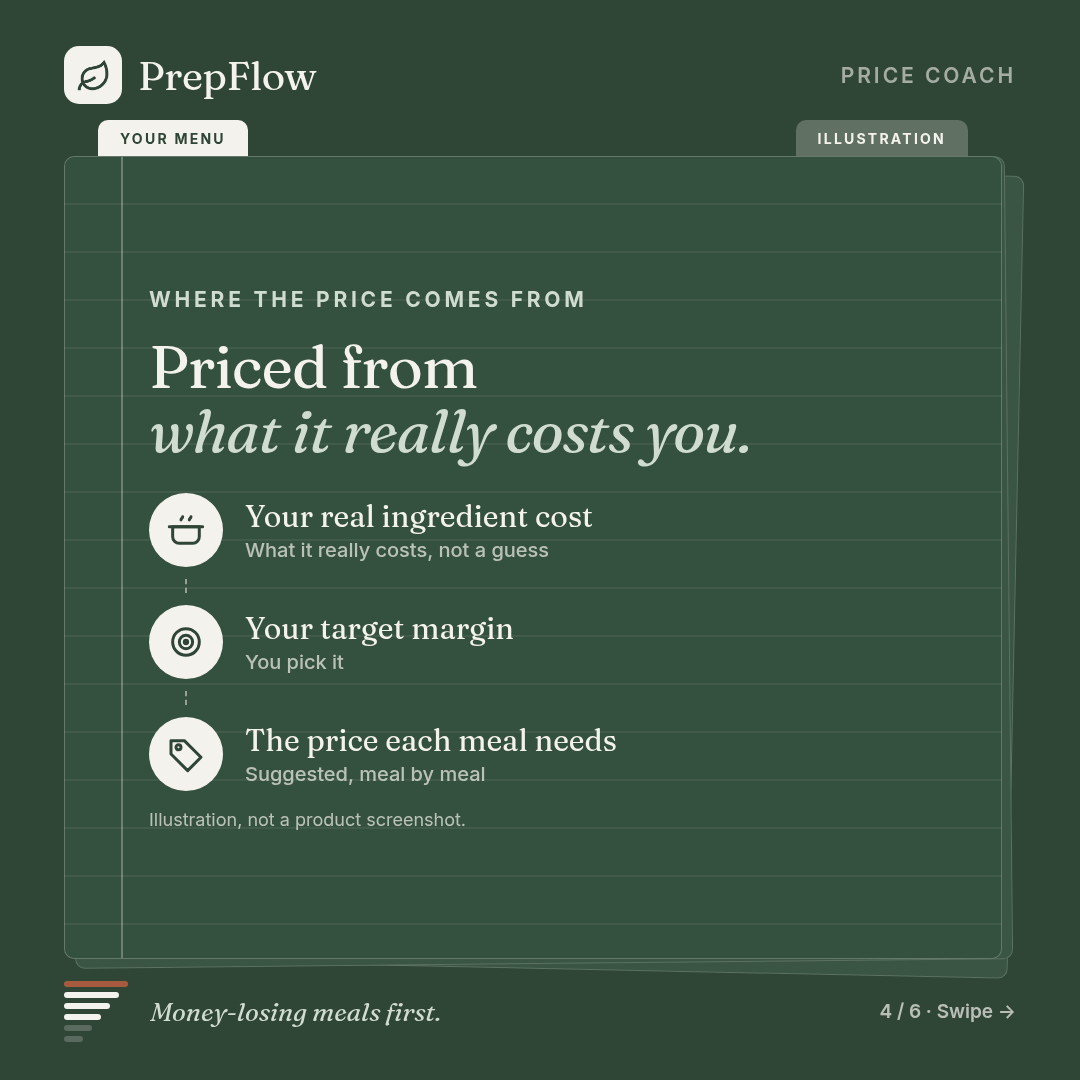 PrepFlow
PRICE COACH
YOUR MENU
ILLUSTRATION
WHERE THE PRICE COMES FROM
Priced from
what it really costs you.
Your real ingredient cost
What it really costs, not a guess
Your target margin
You pick it
The price each meal needs
Suggested, meal by meal
Illustration, not a product screenshot.
Money-losing meals first.
4 / 6 · Swipe →